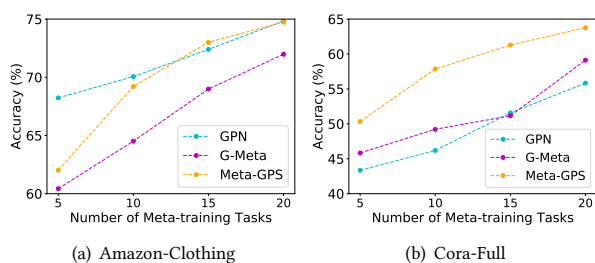 75
70
65
60
Accuracy (%)
GPN
G-Meta
Meta-GPS
5 10 15 20
Number of Meta-training Tasks
(a) Amazon-Clothing
65
60
55
50
45
40
Accuracy (%)
GPN
G-Meta
Meta-GPS
5 10 15 20
Number of Meta-training Tasks
(b) Cora-Full